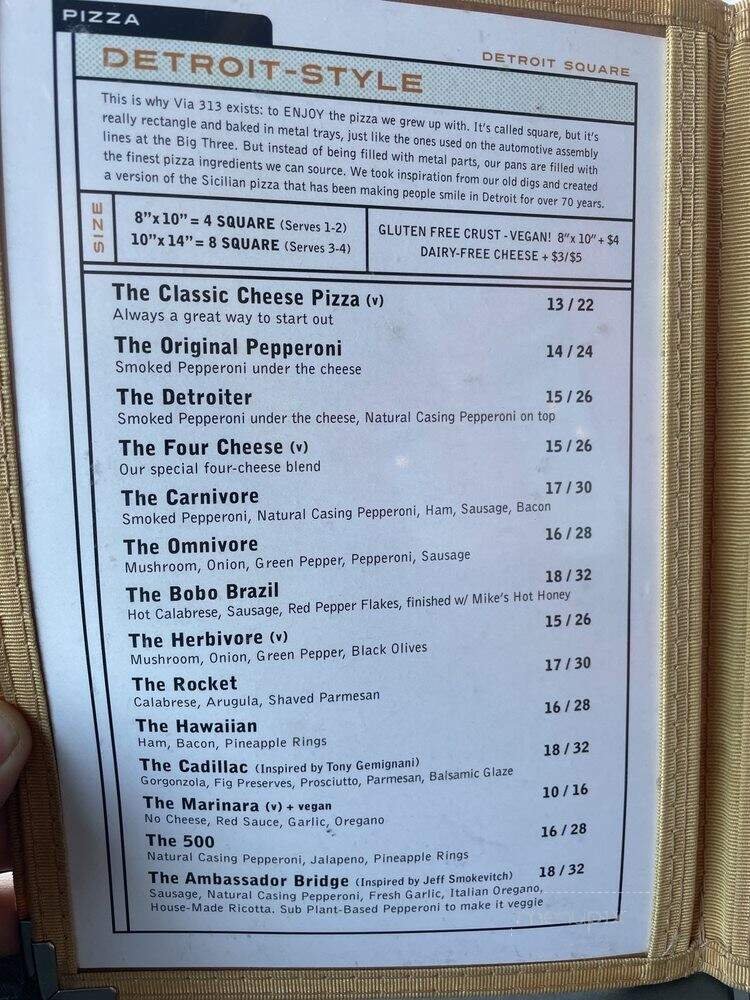 PIZZA
DETROIT SQUARE
DETROIT-STYLE
This is why Via 313 exists: to ENJOY the pizza we grew up with. It's called square, but it's
really rectangle and baked in metal trays, just like the ones used on the automotive assembly
lines at the Big Three. But instead of being filled with metal parts, our pans are filled with
the finest pizza ingredients we can source. We took inspiration from our old digs and created
a version of the Sicilian pizza that has been making people smile in Detroit for over 70 years.
SIZE
8"x10"= 4 SQUARE (Serves 1-2)
10"x14"= 8 SQUARE (Serves 3-4)
GLUTEN FREE CRUST - VEGAN! 8"x 10"+ $4
DAIRY-FREE CHEESE + $3/$5
The Classic Cheese Pizza (v) 13 / 22
Always a great way to start out
The Original Pepperoni 14 / 24
Smoked Pepperoni under the cheese
The Detroiter 15 / 26
Smoked Pepperoni under the cheese, Natural Casing Pepperoni on top
The Four Cheese (v) 15 / 26
Our special four-cheese blend
The Carnivore 17 / 30
Smoked Pepperoni, Natural Casing Pepperoni, Ham, Sausage, Bacon
The Omnivore 16 / 28
Mushroom, Onion, Green Pepper, Pepperoni, Sausage
The Bobo Brazil 18 / 32
Hot Calabrese, Sausage, Red Pepper Flakes, finished w/ Mike's Hot Honey
The Herbivore (v) 15 / 26
Mushroom, Onion, Green Pepper, Black Olives
The Rocket 17 / 30
Calabrese, Arugula, Shaved Parmesan
The Hawaiian 16 / 28
Ham, Bacon, Pineapple Rings
The Cadillac (Inspired by Tony Gemignani) 18 / 32
Gorgonzola, Fig Preserves, Prosciutto, Parmesan, Balsamic Glaze
The Marinara (v) + vegan 10 / 16
No Cheese, Red Sauce, Garlic, Oregano
The 500 16 / 28
Natural Casing Pepperoni, Jalapeno, Pineapple Rings
The Ambassador Bridge (Inspired by Jeff Smokevitch) 18 / 32
Sausage, Natural Casing Pepperoni, Fresh Garlic, Italian Oregano,
House-Made Ricotta. Sub Plant-Based Pepperoni to make it veggie